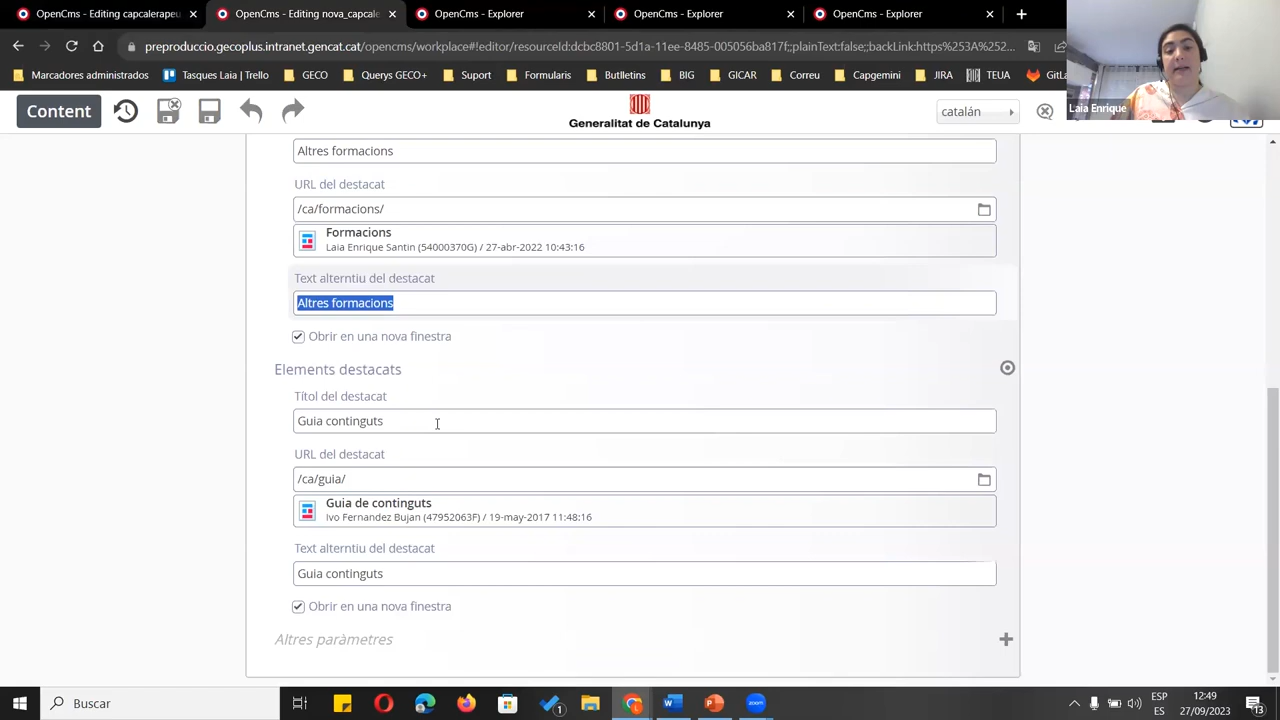 OpenCms - Editing capcalerapeu
OpenCms - Editing nova_capcale
OpenCms - Explorer
OpenCms - Explorer
OpenCms - Explorer
preproduccio.gecoplus.intranet.gencat.cat/opencms/workplace#!editor/resourceId:dcbc8801-5d1a-11ee-8485-005056ba817f;;plainText:false;;backLink:https%253A%252...
Marcadores administrados
Tasques Laia | Trello
GECO
Querys GECO
Suport
Formularis
Butlletins
BIG
GICAR
Correu
Capgemini
JIRA
TEUA
GitLa
Laia Enrique
Content
Generalitat de Catalunya
catalán
Altres formacions
URL del destacat
/ca/formacions/
Formacions
Laia Enrique Santin (54000370G) / 27-abr-2022 10:43:16
Text alterntiu del destacat
Altres formacions
Obrir en una nova finestra
Elements destacats
Títol del destacat
Guia continguts
URL del destacat
/ca/guia/
Guia de continguts
Ivo Fernandez Bujan (47952063F) / 19-may-2017 11:48:16
Text alterntiu del destacat
Guia continguts
Obrir en una nova finestra
Altres paràmetres
Buscar
1
zoom
ESP
ES
12:49
27/09/2023
13